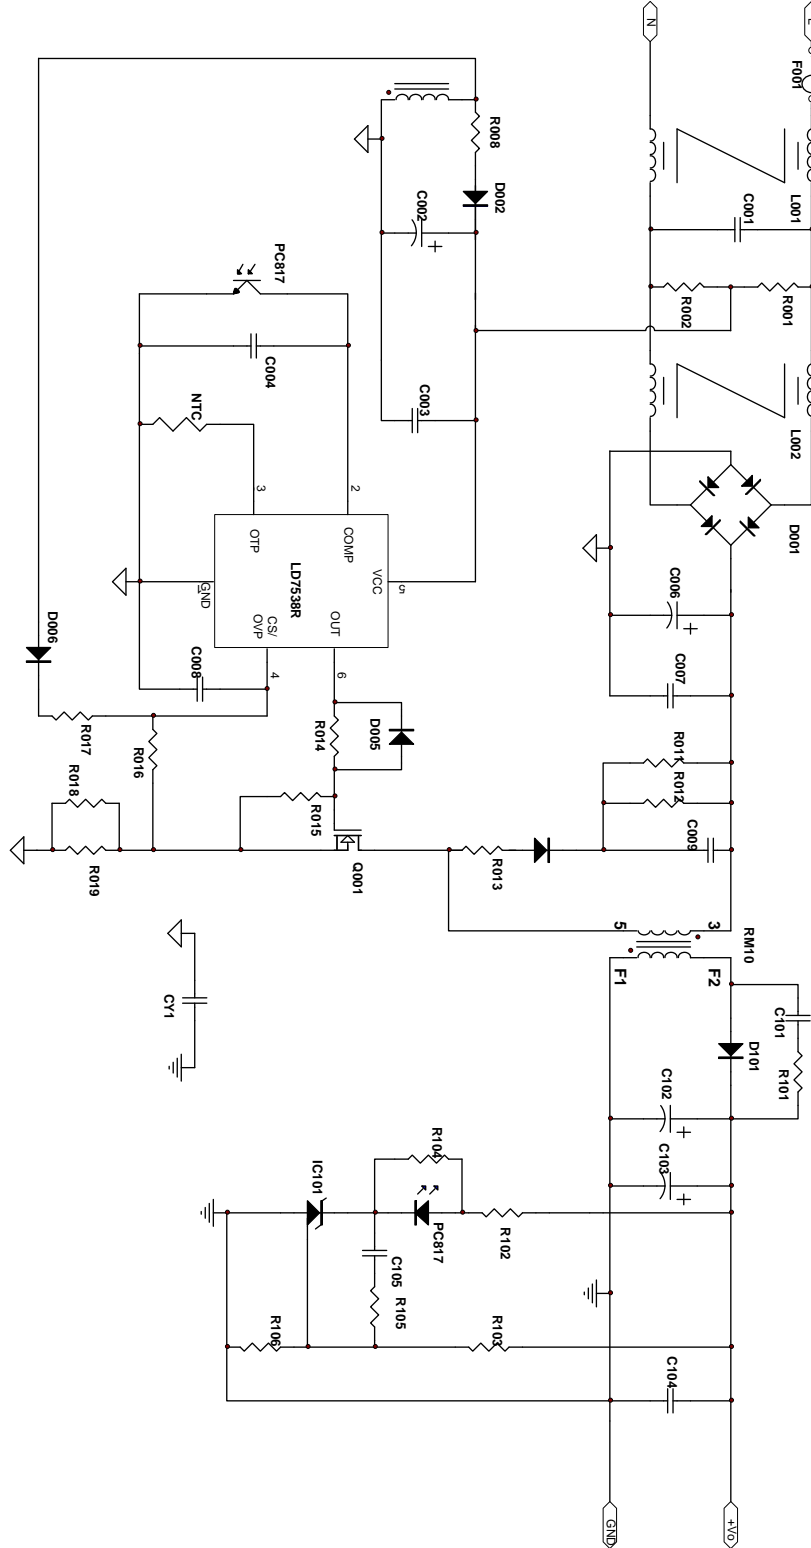 L
F001
N
L001
C001
R001
R002
L002
D001
R008
D002
C002
C003
PC817
C004
NTC
2
3
COMP
OTP
VCC
5
LD7538R
GND
1
CS/
OVP
OUT
4
6
C008
D006
R017
R016
R018
R019
D005
R014
R015
Q001
C006
C007
R011
R012
C009
R013
5
3
RM10
F1
F2
C101
R101
D101
C102
C103
CY1
R104
IC101
PC817
R102
C105
R105
R106
R103
C104
GND
+Vo